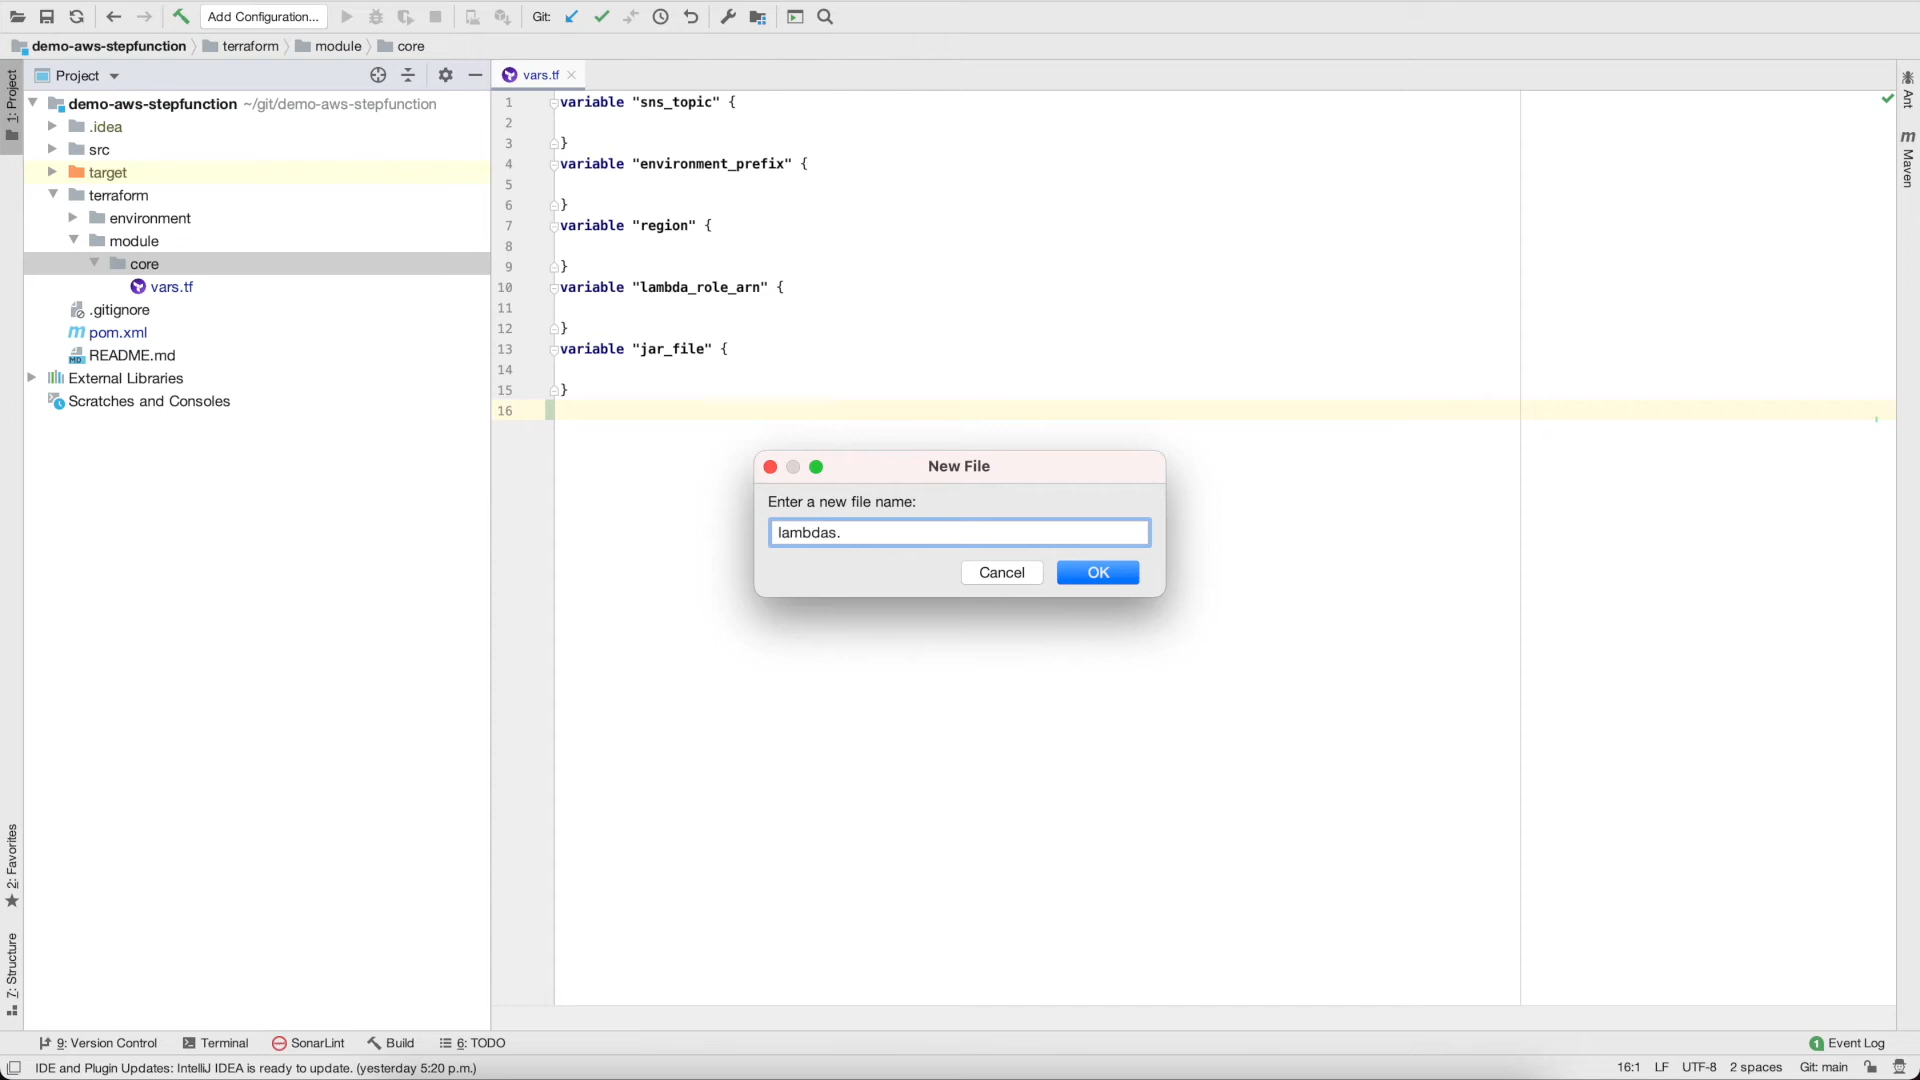 Add Configuration...
Git:
demo-aws-stepfunction
terraform
module
core
1: Project
Project
vars.tf
Ant
m
Maven
demo-aws-stepfunction ~/git/demo-aws-stepfunction
.idea
src
target
terraform
environment
module
core
vars.tf
.gitignore
m pom.xml
MD README.md
External Libraries
Scratches and Consoles
1 variable "sns_topic" {
2
3 }
4 variable "environment_prefix" {
5
6 }
7 variable "region" {
8
9 }
10 variable "lambda_role_arn" {
11
12 }
13 variable "jar_file" {
14
15 }
16
New File
Enter a new file name:
lambdas.
Cancel
OK
2: Favorites
7: Structure
9: Version Control
Terminal
SonarLint
Build
6: TODO
1 Event Log
IDE and Plugin Updates: IntelliJ IDEA is ready to update. (yesterday 5:20 p.m.)
16:1 LF UTF-8 2 spaces Git: main